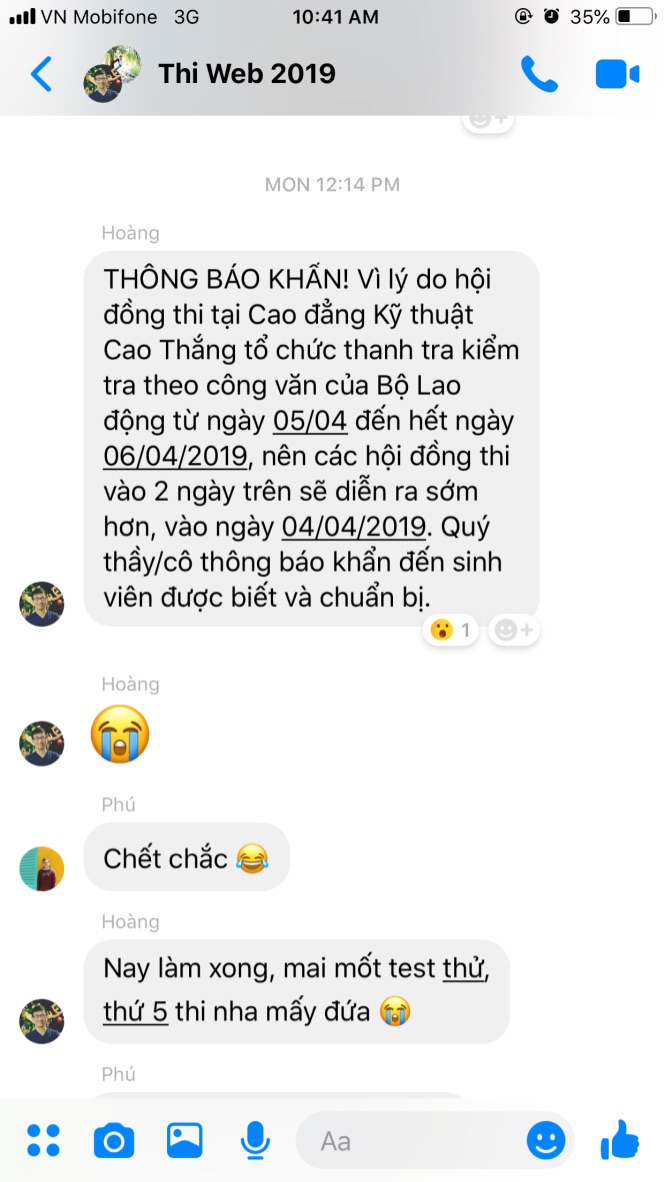 VN Mobifone 3G 10:41 AM 35%
Thi Web 2019
MON 12:14 PM
Hoàng
THÔNG BÁO KHẤN! Vì lý do hội
đồng thi tại Cao đẳng Kỹ thuật
Cao Thắng tổ chức thanh tra kiểm
tra theo công văn của Bộ Lao
động từ ngày 05/04 đến hết ngày
06/04/2019, nên các hội đồng thi
vào 2 ngày trên sẽ diễn ra sớm
hơn, vào ngày 04/04/2019. Quý
thầy/cô thông báo khẩn đến sinh
viên được biết và chuẩn bị.
😮 1
Hoàng
😭
Phú
Chết chắc 😂
Hoàng
Nay làm xong, mai mốt test thử,
thứ 5 thi nha mấy đứa 😭
Phú
Aa